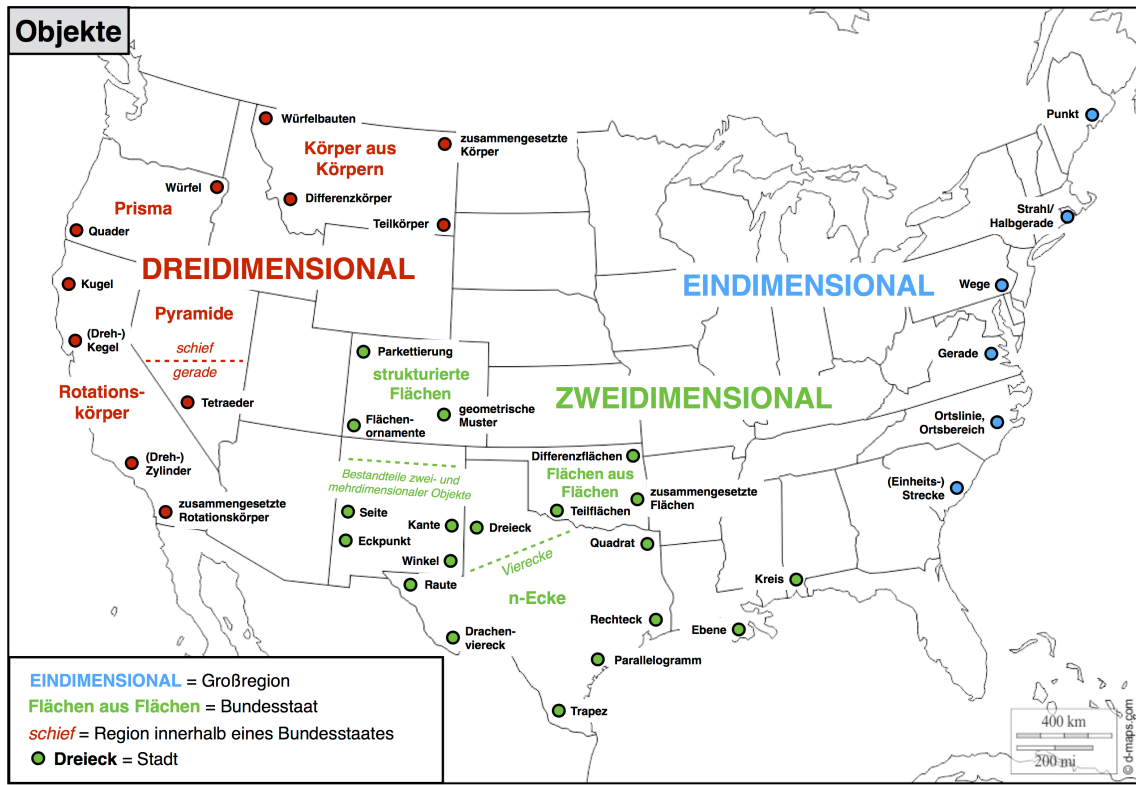 Objekte
Würfelbauten
Körper aus
Körpern
zusammengesetzte
Körper
Punkt
Würfel
Differenzkörper
Prisma
Teilkörper
Quader
Strahl/
Halbgerade
DREIDIMENSIONAL
Kugel
EINDIMENSIONAL
Wege
Pyramide
(Dreh-)
Kegel
schief
gerade
Parkettierung
Gerade
strukturierte
Flächen
Rotations-
körper
Tetraeder
ZWEIDIMENSIONAL
geometrische
Muster
Flächen-
ornamente
Ortslinie,
Ortsbereich
(Dreh-)
Zylinder
Differenzflächen
Bestandteile zwei- und
mehrdimensionaler Objekte
Flächen aus
Flächen
(Einheits-)
Strecke
zusammengesetzte
Rotationskörper
zusammengesetzte
Flächen
Seite
Teilflächen
Kante
Dreieck
Eckpunkt
Quadrat
Winkel
Vierecke
Raute
Kreis
n-Ecke
Rechteck
Ebene
Drachen-
viereck
Parallelogramm
Trapez
EINDIMENSIONAL = Großregion
Flächen aus Flächen = Bundesstaat
schief = Region innerhalb eines Bundesstaates
Dreieck = Stadt
400 km
200 mi
© d-maps.com